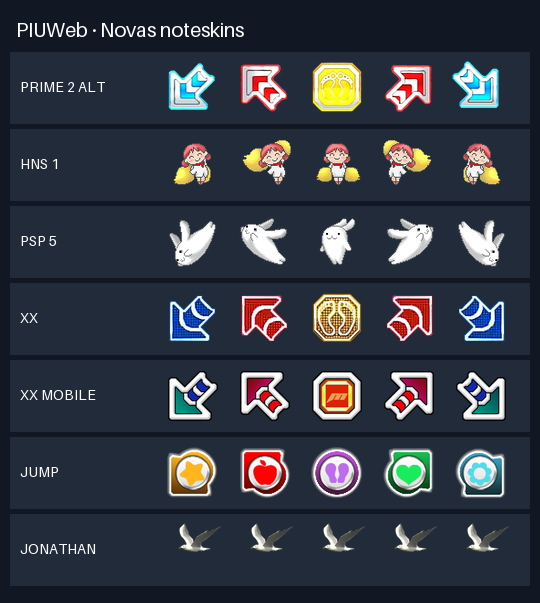 PIUWeb · Novas noteskins
PRIME 2 ALT
HNS 1
PSP 5
XX
XX MOBILE
JUMP
JONATHAN